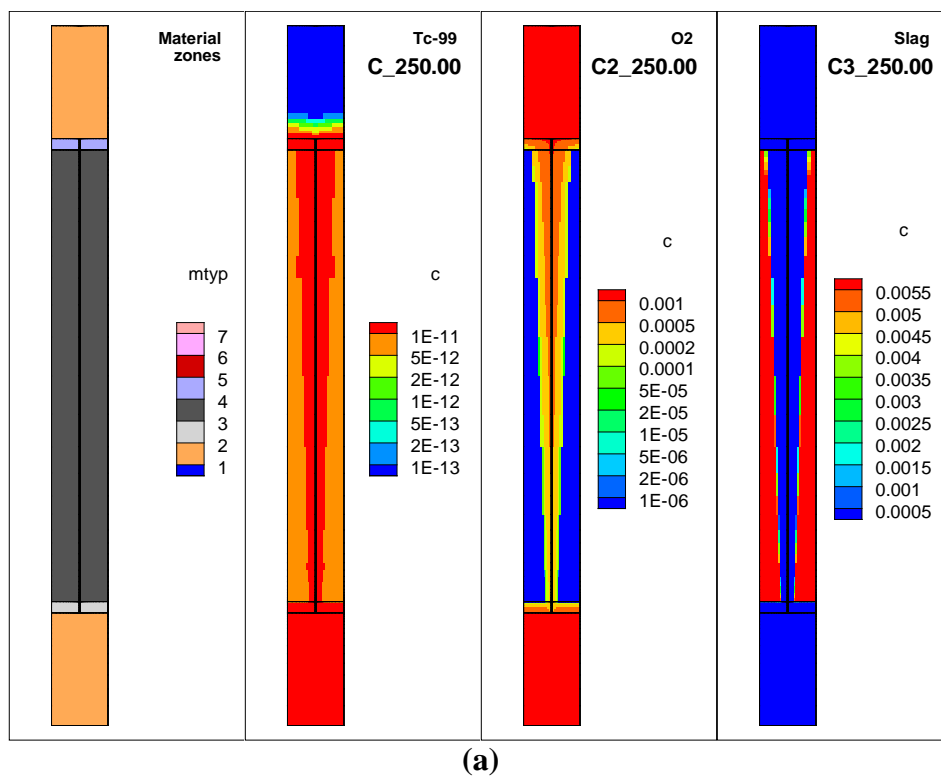 Material
zones
mtyp
7
6
5
4
3
2
1
Tc-99
C_250.00
c
1E-11
5E-12
2E-12
1E-12
5E-13
2E-13
1E-13
O2
C2_250.00
c
0.001
0.0005
0.0002
0.0001
5E-05
2E-05
1E-05
5E-06
2E-06
1E-06
Slag
C3_250.00
c
0.0055
0.005
0.0045
0.004
0.0035
0.003
0.0025
0.002
0.0015
0.001
0.0005
(a)